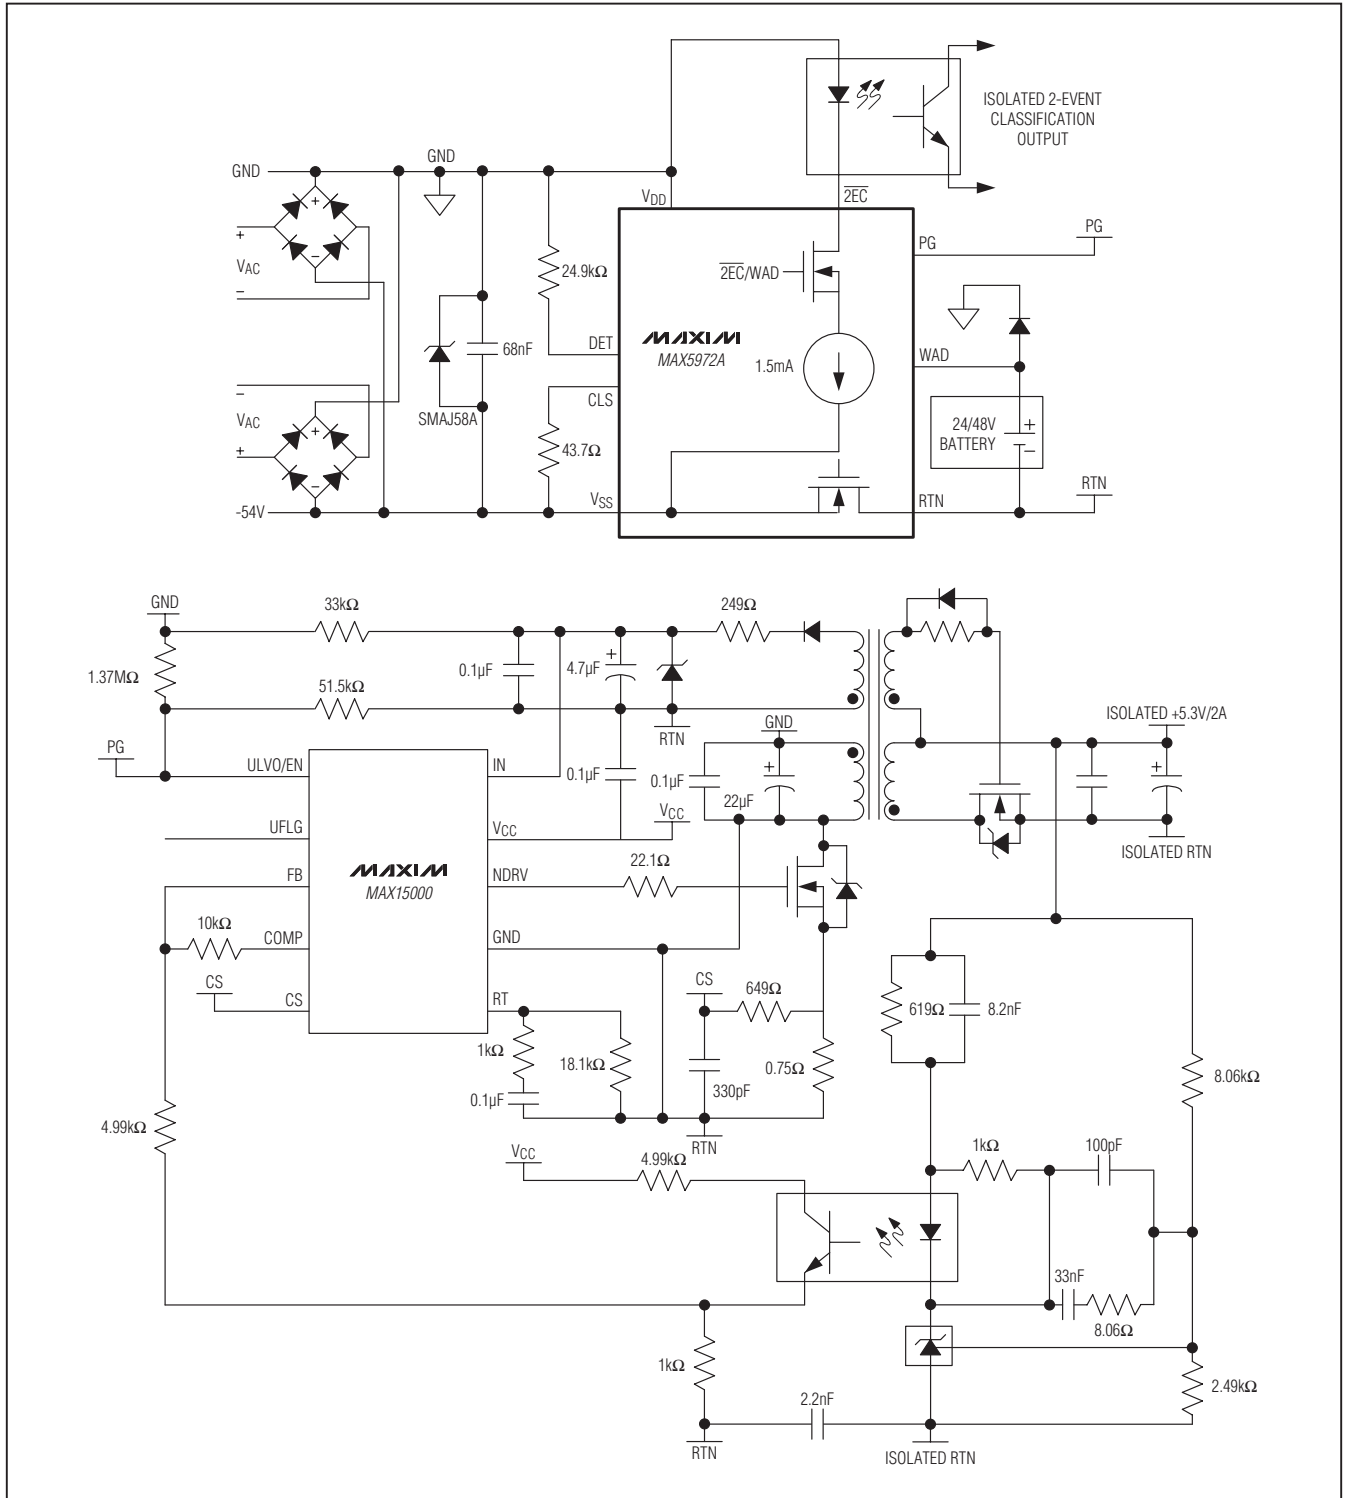 ISOLATED 2-EVENT
CLASSIFICATION
OUTPUT
GND
GND
+
VDD
2EC
+
VAC
−
−
PG
PG
24.9kΩ
2EC/WAD
MAXIM
MAX5972A
DET
68nF
1.5mA
WAD
−
VAC
+
+
−
SMAJ58A
CLS
43.7Ω
24/48V
BATTERY
+
−
-54V
VSS
RTN
RTN
GND
33kΩ
249Ω
1.37MΩ
0.1µF
4.7µF
+
51.5kΩ
RTN
GND
ISOLATED +5.3V/2A
PG
ULVO/EN
IN
0.1µF
0.1µF
+
22µF
+
UFLG
VCC
VCC
ISOLATED RTN
FB
MAXIM
MAX15000
NDRV
22.1Ω
10kΩ
COMP
GND
CS
CS
RT
CS
649Ω
619Ω
8.2nF
1kΩ
18.1kΩ
0.75Ω
330pF
0.1µF
8.06kΩ
4.99kΩ
RTN
VCC
4.99kΩ
1kΩ
100pF
33nF
8.06Ω
1kΩ
2.49kΩ
2.2nF
RTN
ISOLATED RTN